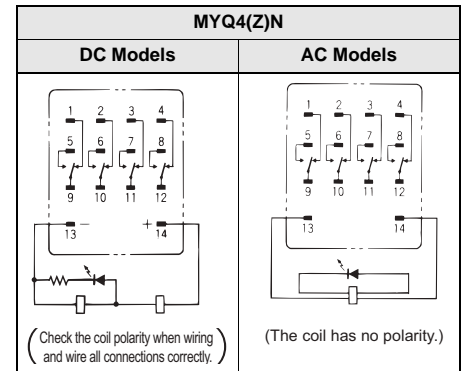 MYQ4(Z)N
DC Models
AC Models
1 2 3 4
5 6 7 8
9 10 11 12
13 − + 14
(Check the coil polarity when wiring
and wire all connections correctly.)
1 2 3 4
5 6 7 8
9 10 11 12
13 14
(The coil has no polarity.)